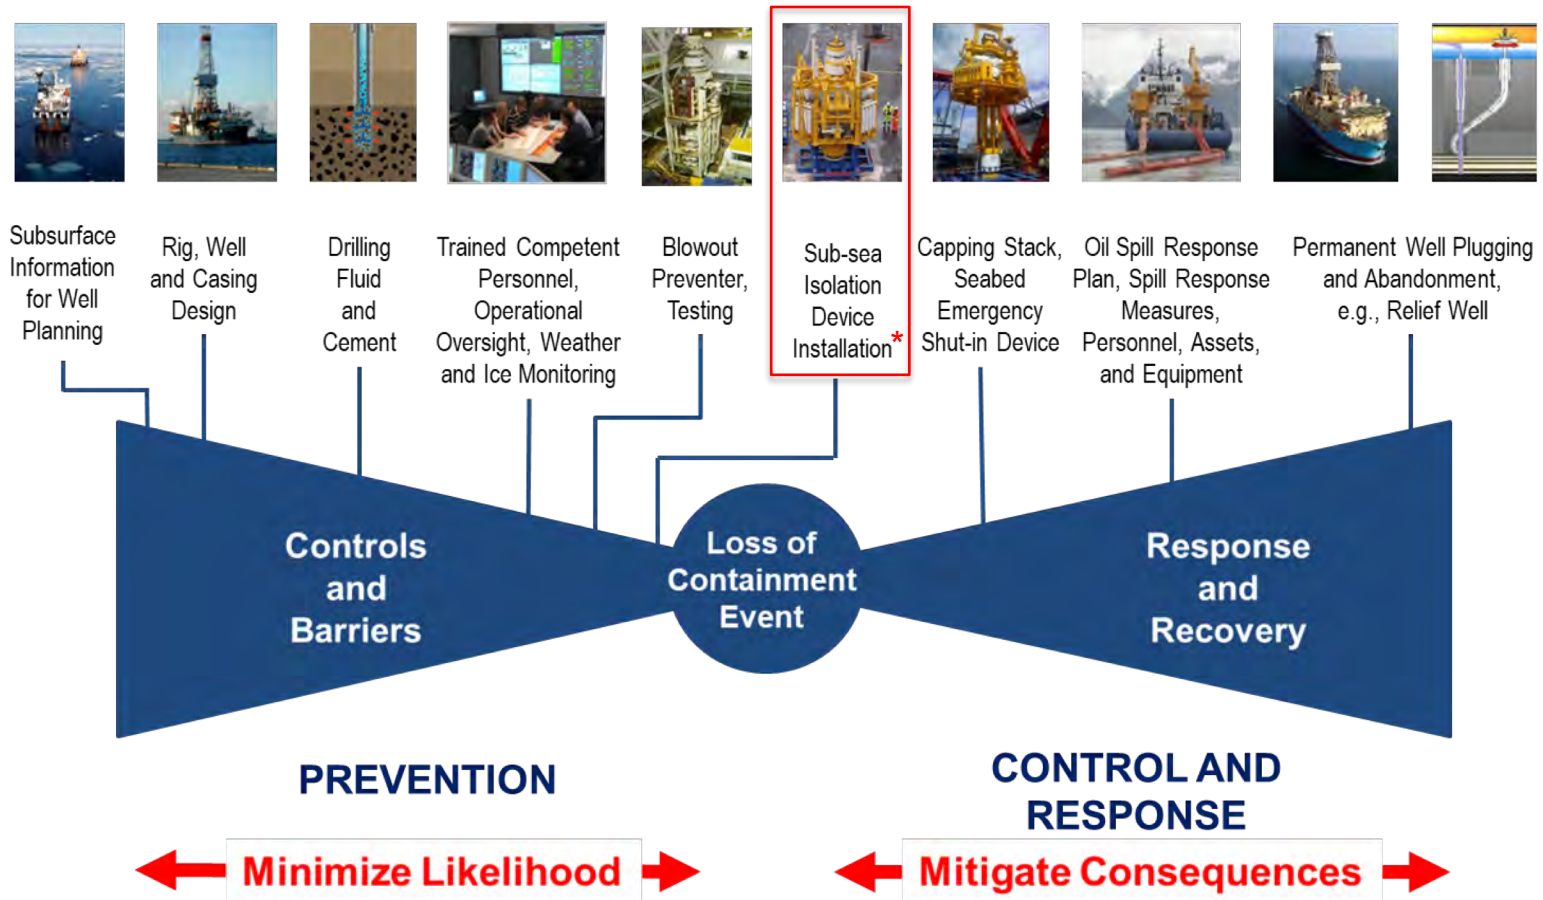 Subsurface
Information
for Well
Planning
Rig, Well
and Casing
Design
Drilling
Fluid
and
Cement
Trained Competent
Personnel,
Operational
Oversight, Weather
and Ice Monitoring
Blowout
Preventer,
Testing
Sub-sea
Isolation
Device
Installation*
Capping Stack,
Seabed
Emergency
Shut-in Device
Oil Spill Response
Plan, Spill Response
Measures,
Personnel, Assets,
and Equipment
Permanent Well Plugging
and Abandonment,
e.g., Relief Well
Controls
and
Barriers
Loss of
Containment
Event
Response
and
Recovery
PREVENTION
CONTROL AND
RESPONSE
Minimize Likelihood
Mitigate Consequences